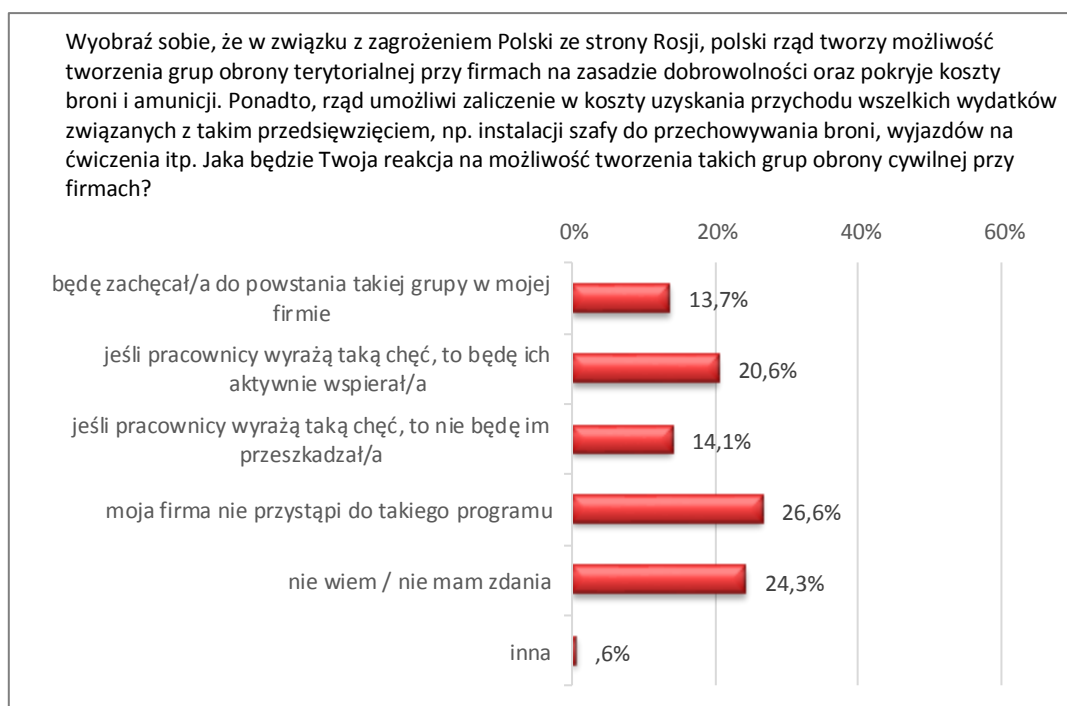 Wyobraź sobie, że w związku z zagrożeniem Polski ze strony Rosji, polski rząd tworzy możliwość
tworzenia grup obrony terytorialnej przy firmach na zasadzie dobrowolności oraz pokryje koszty
broni i amunicji. Ponadto, rząd umożliwi zaliczenie w koszty uzyskania przychodu wszelkich wydatków
związanych z takim przedsięwzięciem, np. instalacji szafy do przechowywania broni, wyjazdów na
ćwiczenia itp. Jaka będzie Twoja reakcja na możliwość tworzenia takich grup obrony cywilnej przy
firmach?
0% 20% 40% 60%
będę zachęcał/a do powstania takiej grupy w mojej
firmie
13,7%
jeśli pracownicy wyrażą taką chęć, to będę ich
aktywnie wspierał/a
20,6%
jeśli pracownicy wyrażą taką chęć, to nie będę im
przeszkadzał/a
14,1%
moja firma nie przystąpi do takiego programu 26,6%
nie wiem / nie mam zdania 24,3%
inna ,6%